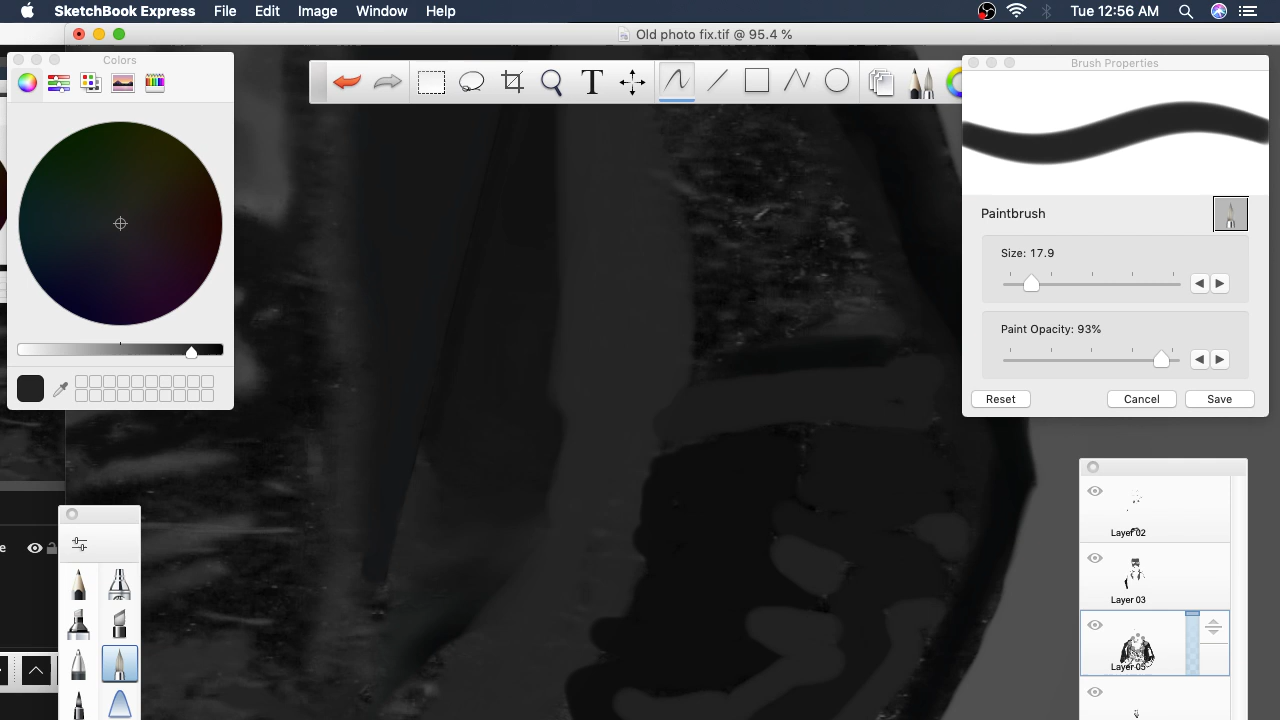 SketchBook Express File Edit Image Window Help Tue 12:56 AM
Old photo fix.tif @ 95.4 %
Colors
T
Brush Properties
Paintbrush
Size: 17.9
Paint Opacity: 93%
Reset Cancel Save
Layer 02
Layer 03
Layer 05